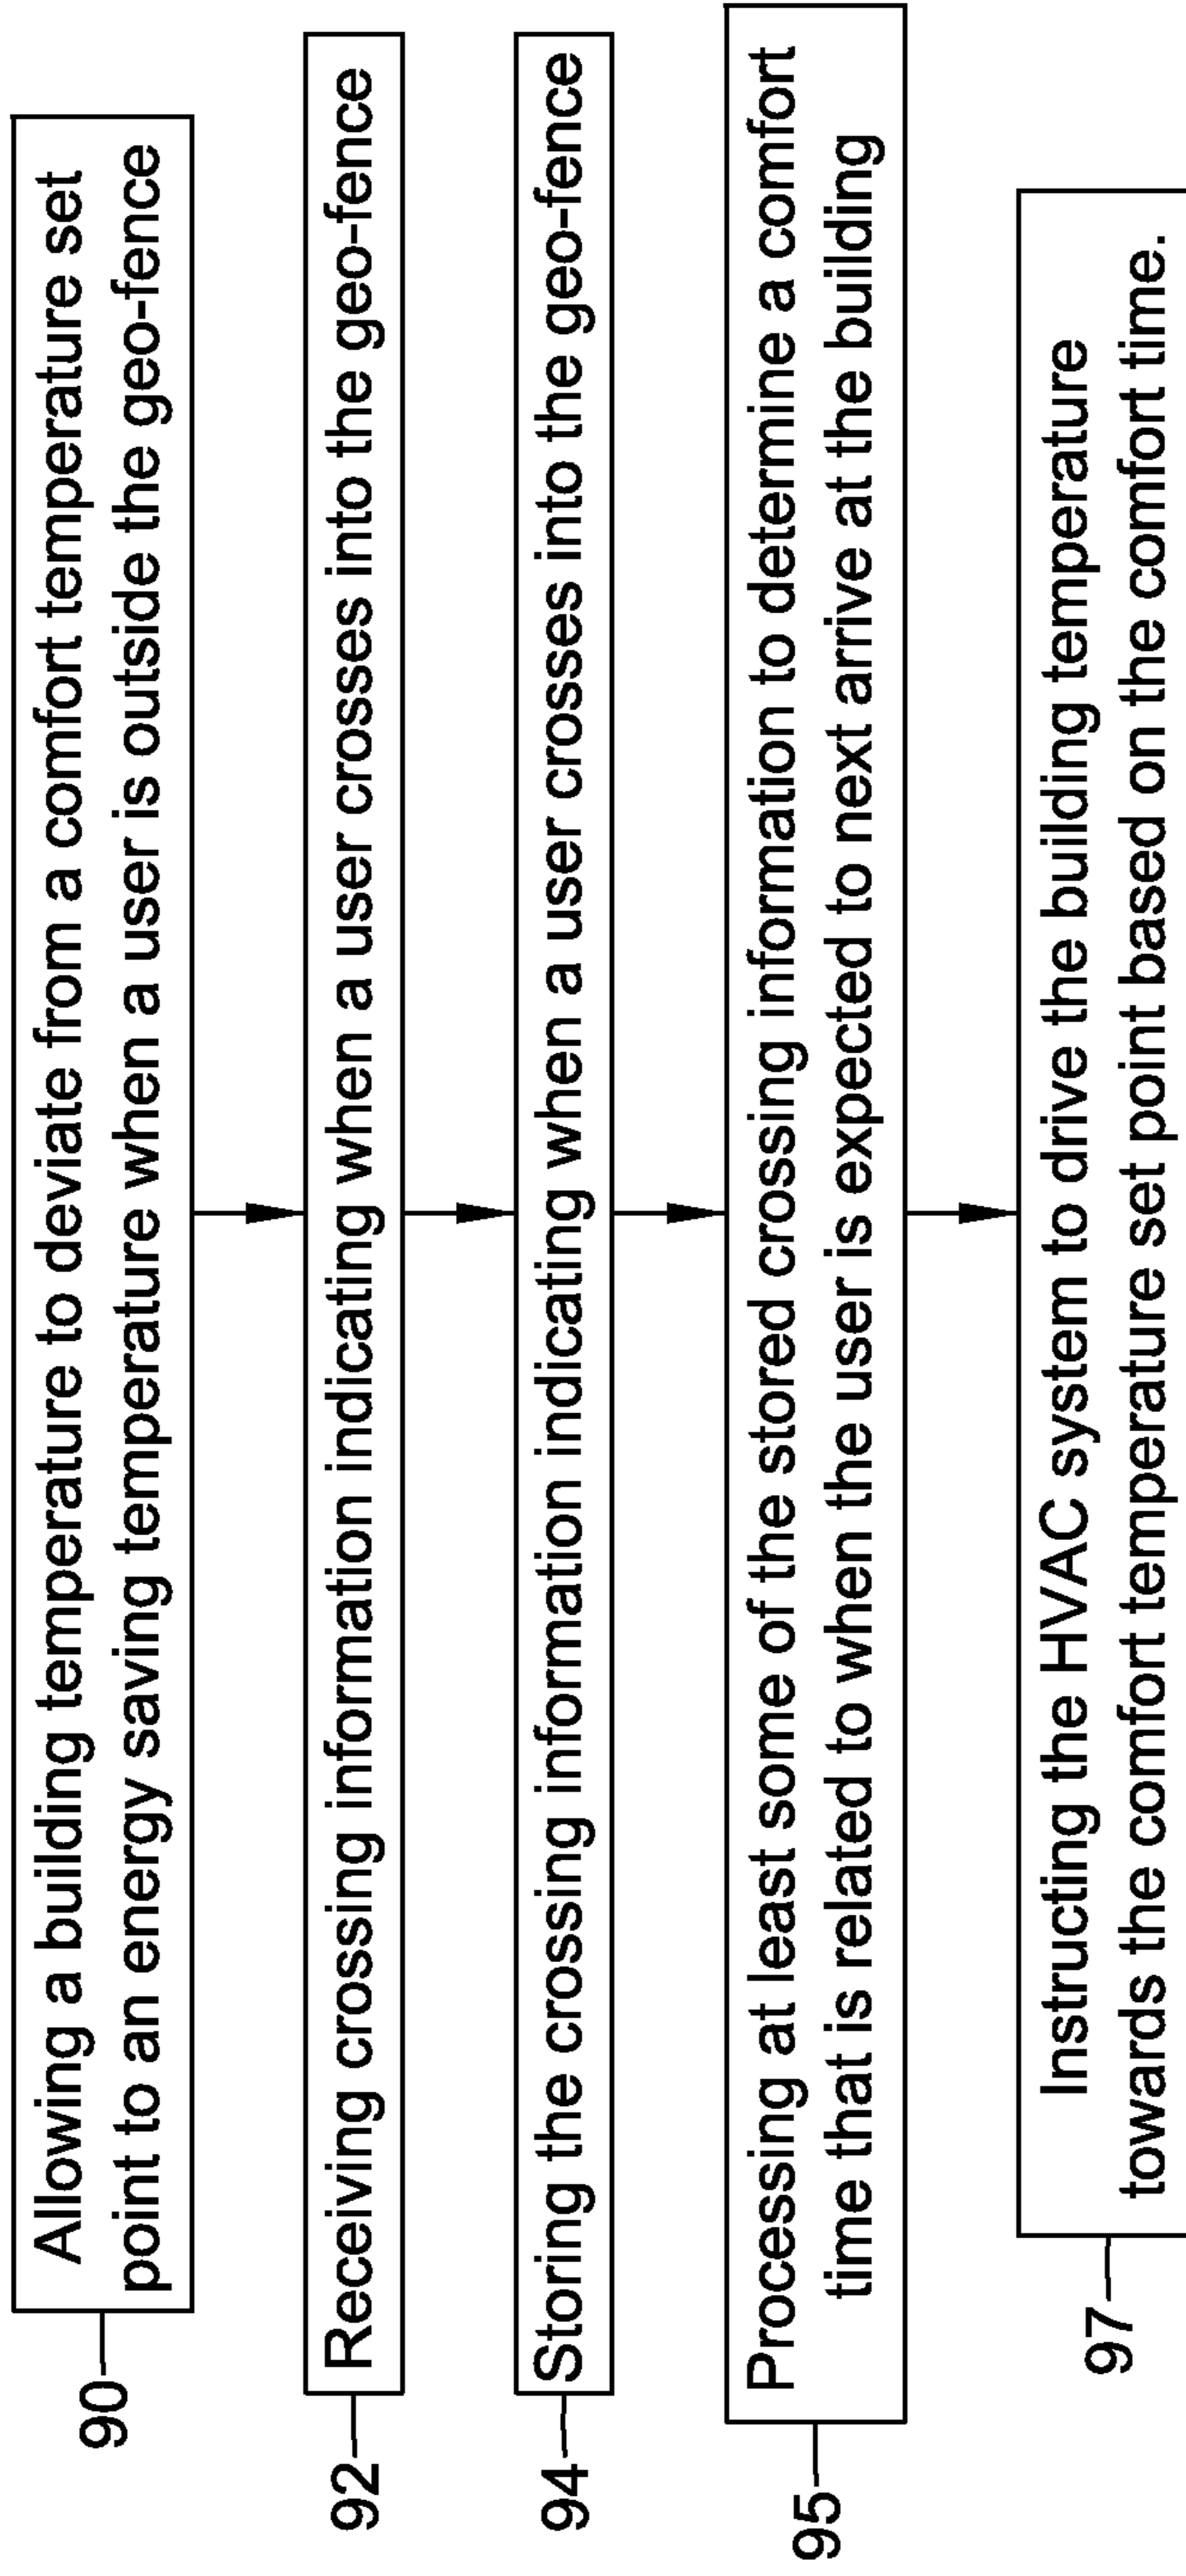 90
Allowing a building temperature to deviate from a comfort temperature set
point to an energy saving temperature when a user is outside the geo-fence
92
Receiving crossing information indicating when a user crosses into the geo-fence
94
Storing the crossing information indicating when a user crosses into the geo-fence
95
Processing at least some of the stored crossing information to determine a comfort
time that is related to when the user is expected to next arrive at the building
97
Instructing the HVAC system to drive the building temperature
towards the comfort temperature set point based on the comfort time.